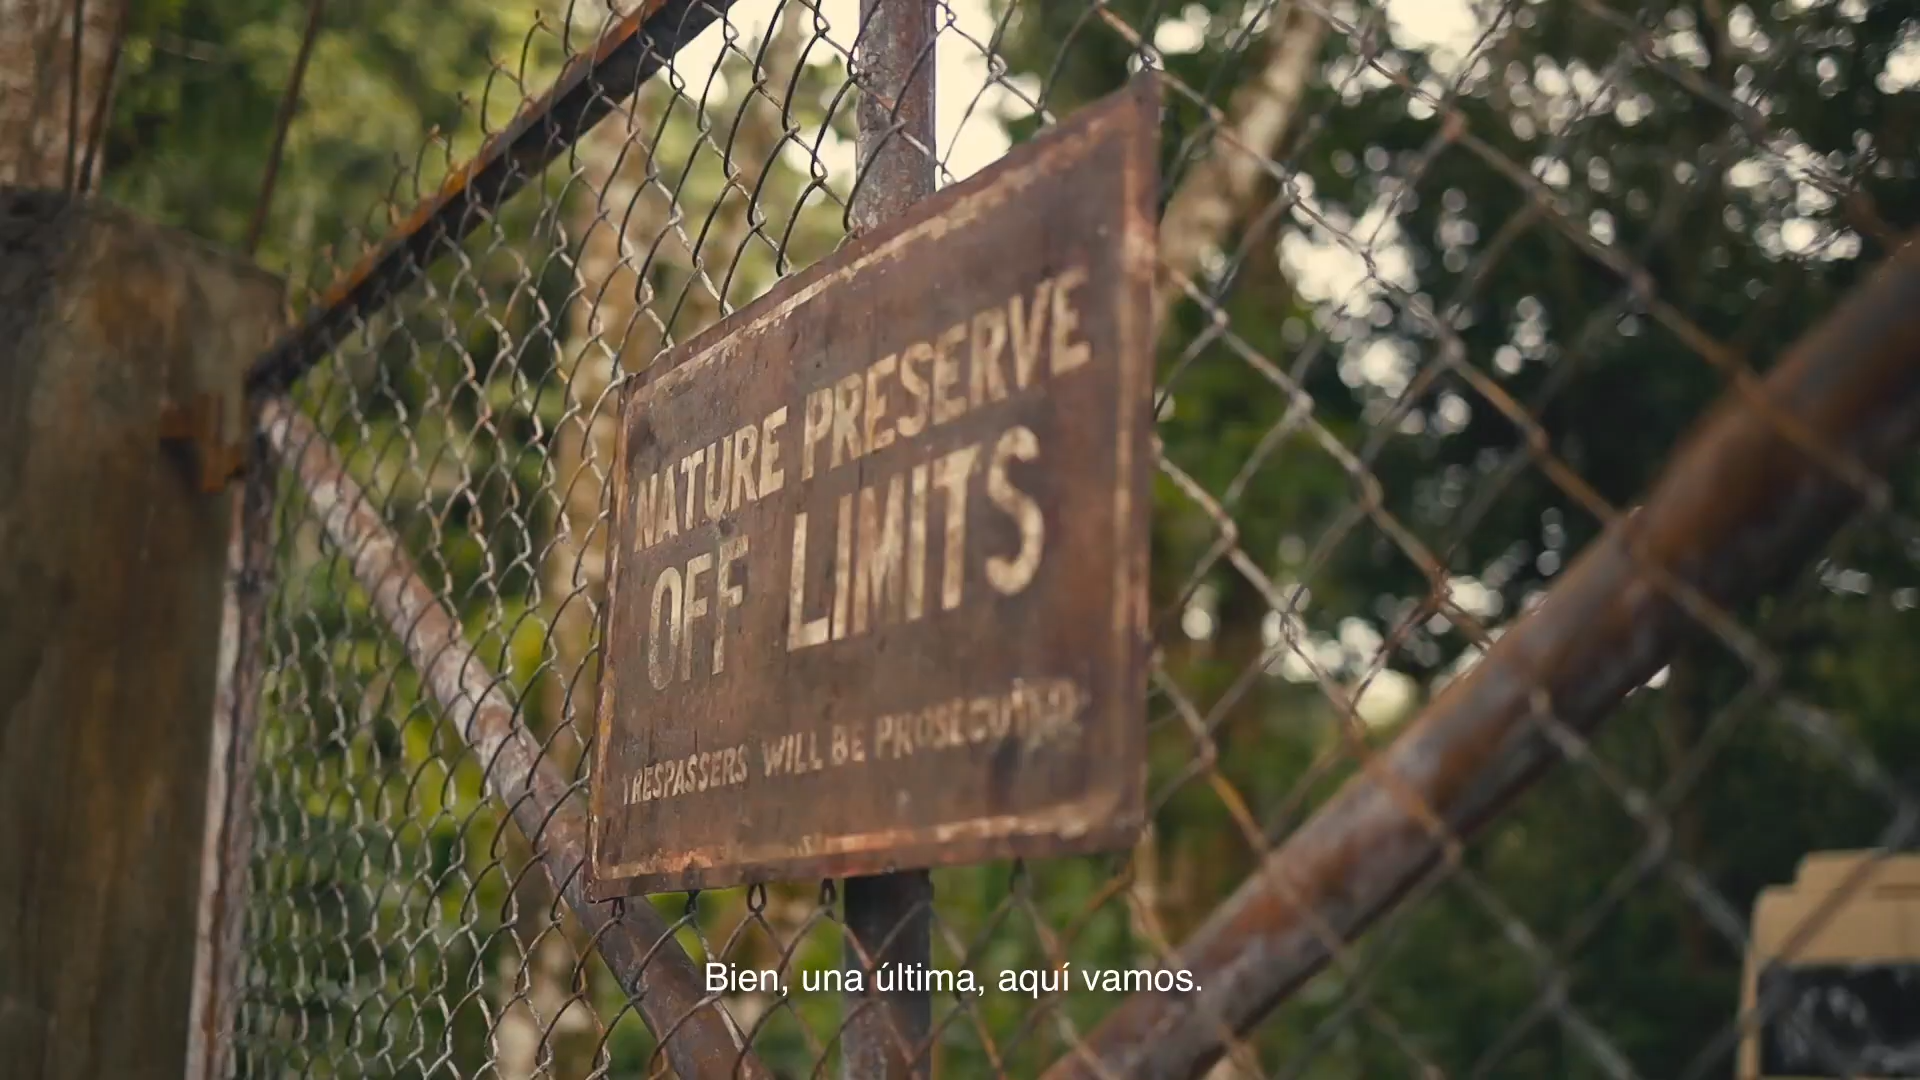 NATURE PRESERVE
OFF LIMITS
TRESPASSERS WILL BE PROSECUTED
Bien, una última, aquí vamos.